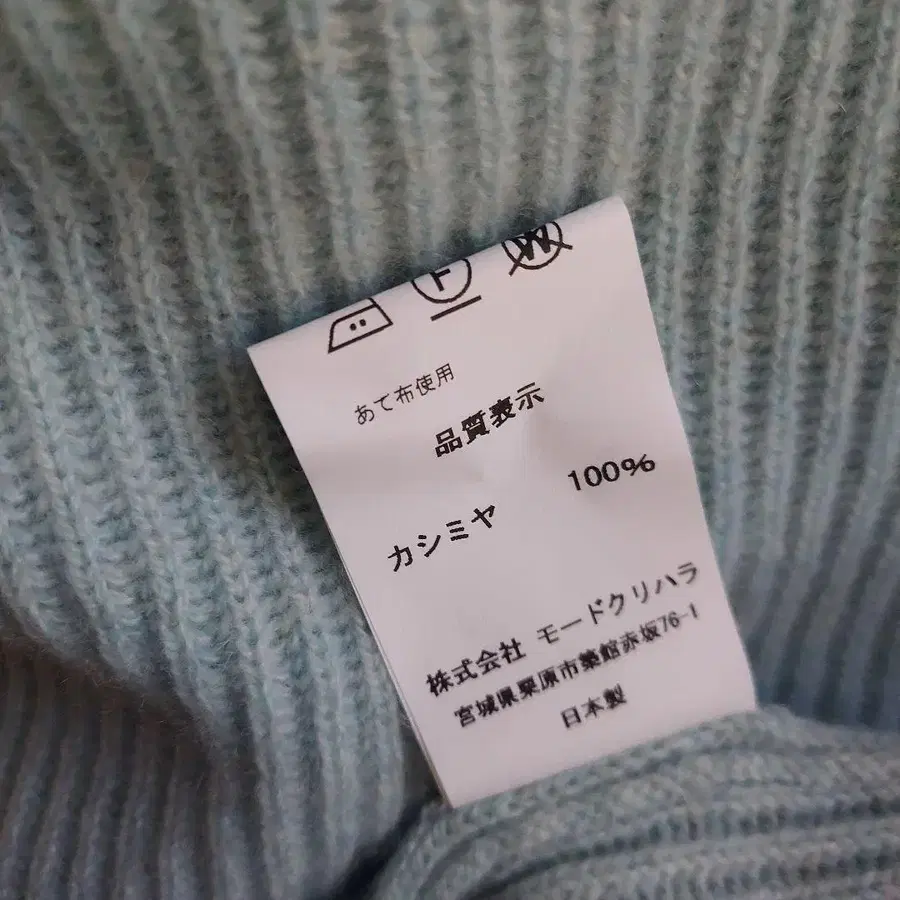 F W
あて布使用
品質表示
カシミヤ 100%
株式会社 モードクリハラ
宮城県栗原市築館赤坂76-1
日本製